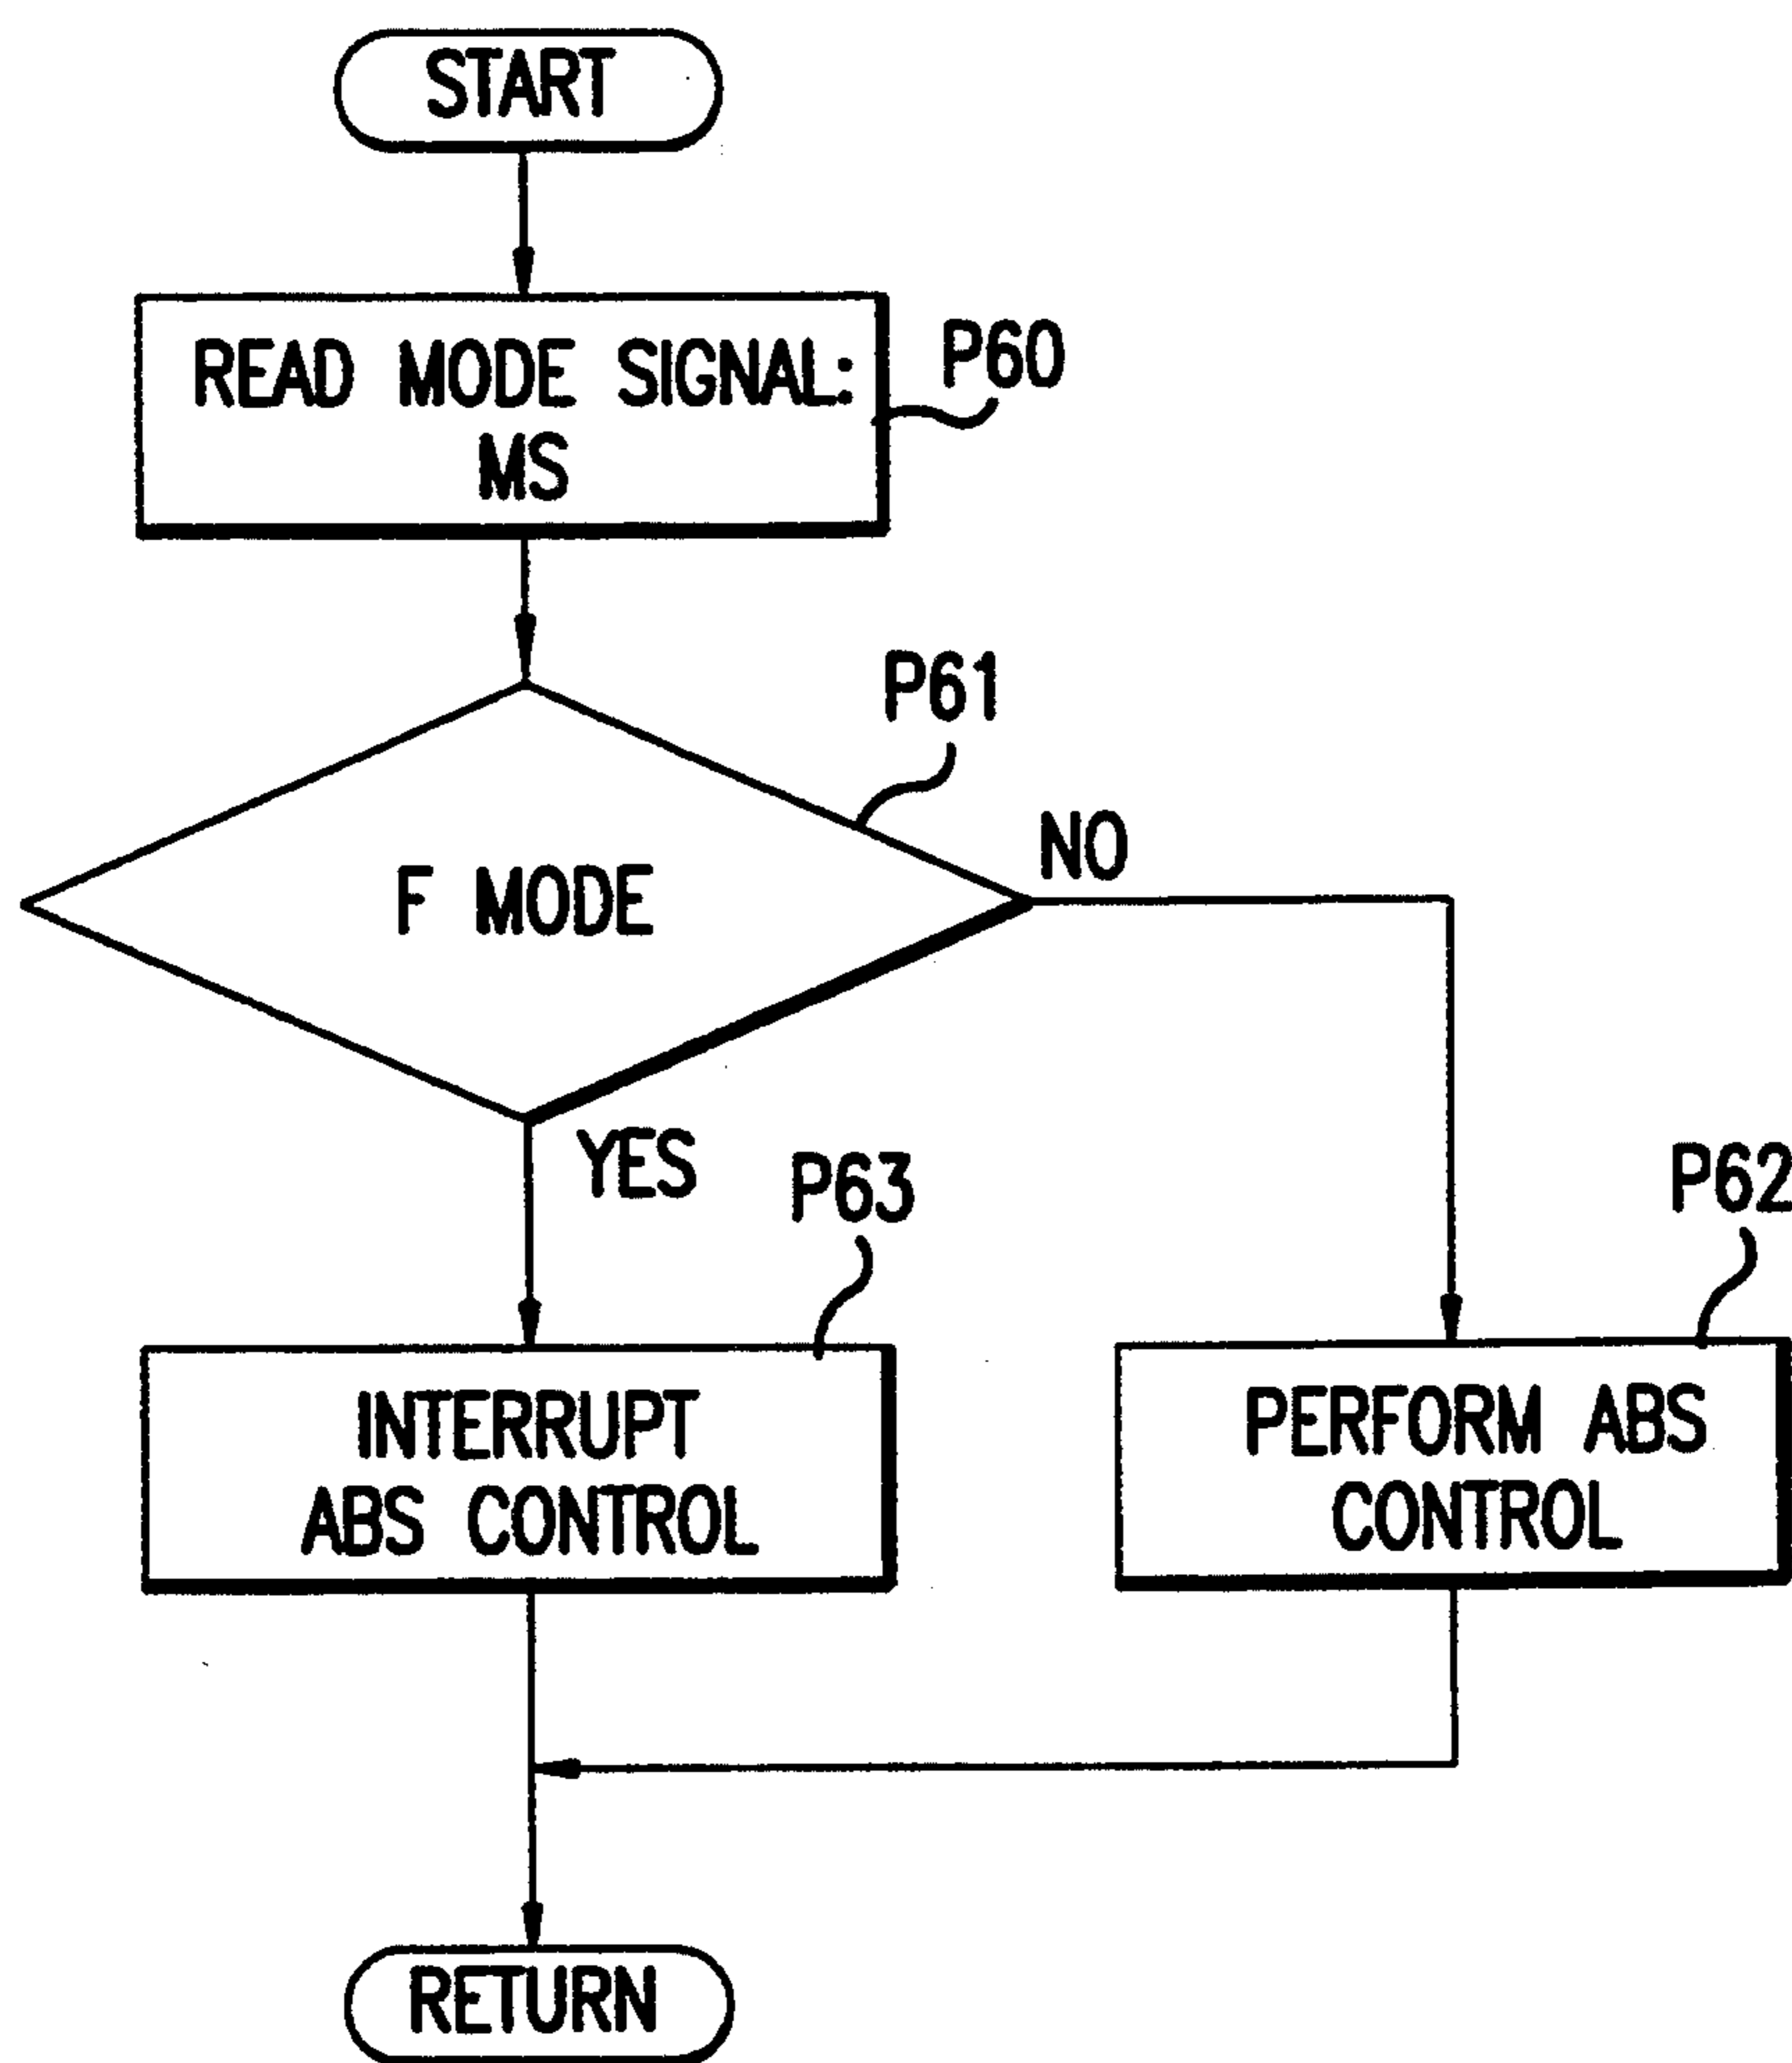 START
READ MODE SIGNAL:
MS
P60
P61
F MODE
NO
YES
P63
P62
INTERRUPT
ABS CONTROL
PERFORM ABS
CONTROL
RETURN